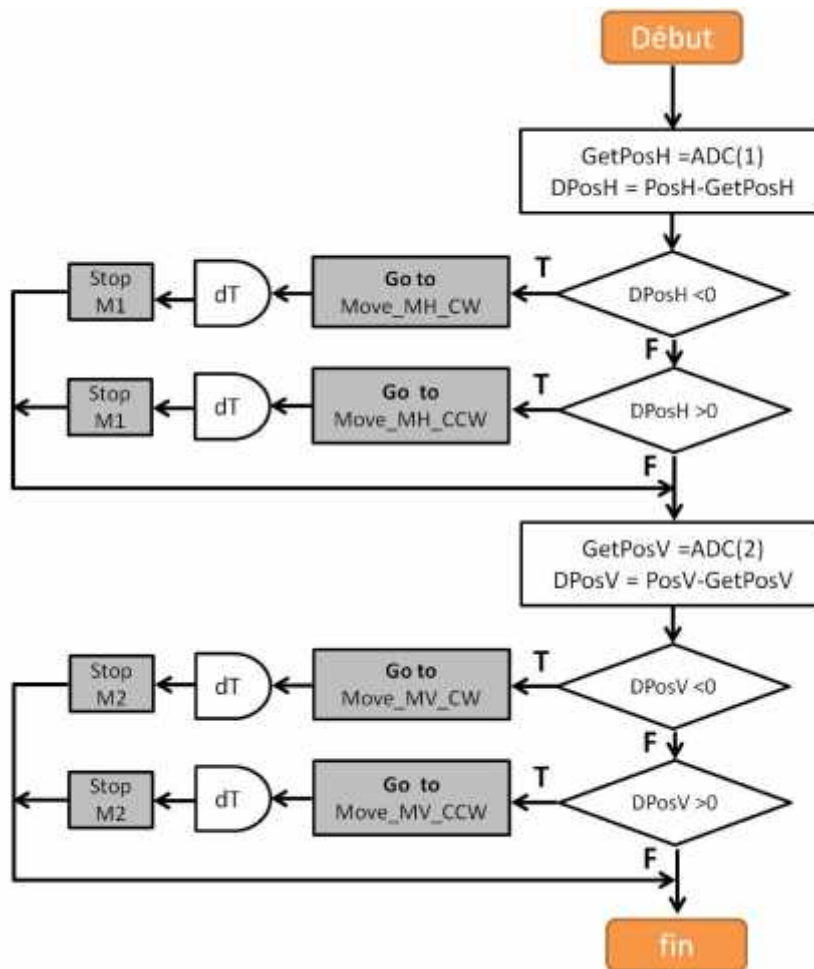 Début
GetPosH =ADC(1)
DPosH = PosH-GetPosH
Stop
M1
dT
Go to
Move_MH_CW
T
DPosH <0
F
Stop
M1
dT
Go to
Move_MH_CCW
T
DPosH >0
F
GetPosV =ADC(2)
DPosV = PosV-GetPosV
Stop
M2
dT
Go to
Move_MV_CW
T
DPosV <0
F
Stop
M2
dT
Go to
Move_MV_CCW
T
DPosV >0
F
fin